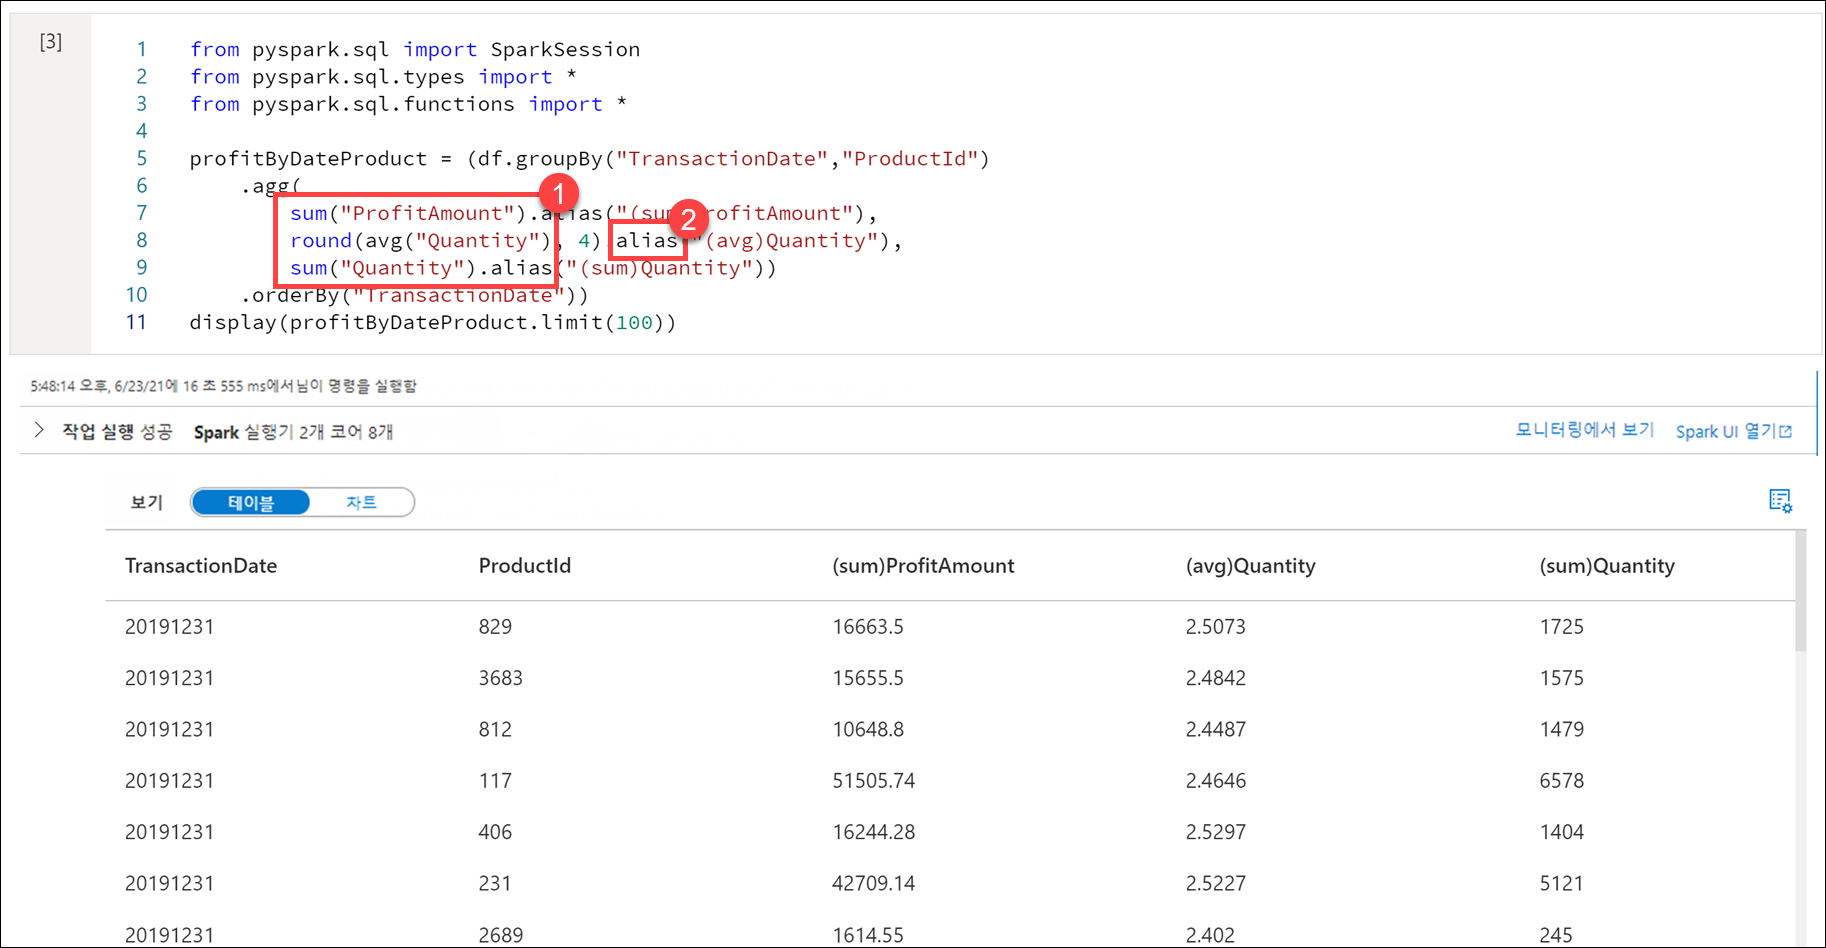 [3]
1 from pyspark.sql import SparkSession
2 from pyspark.sql.types import *
3 from pyspark.sql.functions import *
4
5 profitByDateProduct = (df.groupBy("TransactionDate","ProductId")
6 .agg(
1
7 sum("ProfitAmount").alias("(sum)ProfitAmount"),
2
8 round(avg("Quantity"), 4).alias("(avg)Quantity"),
9 sum("Quantity").alias("(sum)Quantity"))
10 .orderBy("TransactionDate"))
11 display(profitByDateProduct.limit(100))
5:48:14 오후, 6/23/21에 16 초 555 ms에서님이 명령을 실행함
작업 실행 성공 Spark 실행기 2개 코어 8개 모니터링에서 보기 Spark UI 열기
보기 테이블 차트
TransactionDate ProductId (sum)ProfitAmount (avg)Quantity (sum)Quantity
20191231 829 16663.5 2.5073 1725
20191231 3683 15655.5 2.4842 1575
20191231 812 10648.8 2.4487 1479
20191231 117 51505.74 2.4646 6578
20191231 406 16244.28 2.5297 1404
20191231 231 42709.14 2.5227 5121
20191231 2689 1614.55 2.402 245